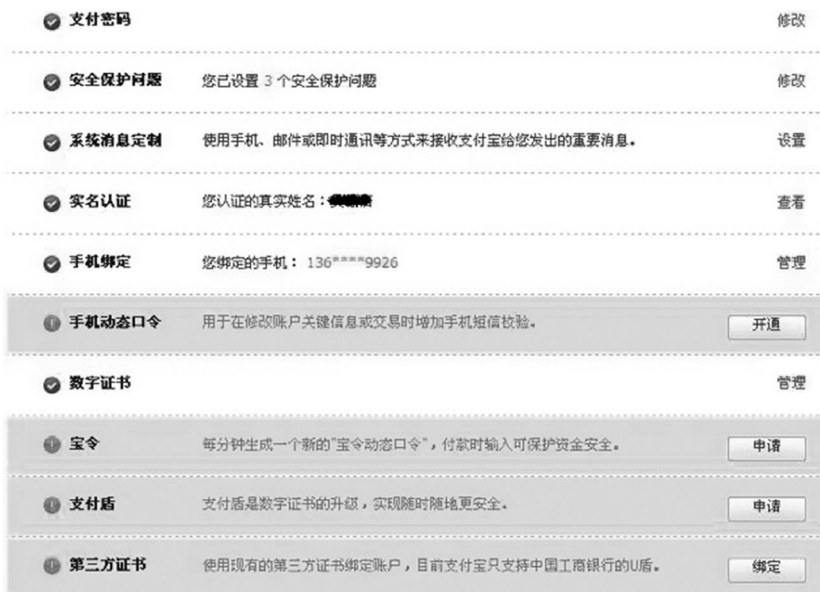 支付密码 修改
安全保护问题 您已设置 3 个安全保护问题 修改
系统消息定制 使用手机、邮件或即时通讯等方式来接收支付宝给您发出的重要消息。 设置
实名认证 您认证的真实姓名： 查看
手机绑定 您绑定的手机： 136****9926 管理
手机动态口令 用于在修改账户关键信息或交易时增加手机短信校验。 开通
数字证书 管理
宝令 每分钟生成一个新的"宝令动态口令"，付款时输入可保护资金安全。 申请
支付盾 支付盾是数字证书的升级，实现随时随地更安全。 申请
第三方证书 使用现有的第三方证书绑定账户，目前支付宝只支持中国工商银行的U盾。 绑定